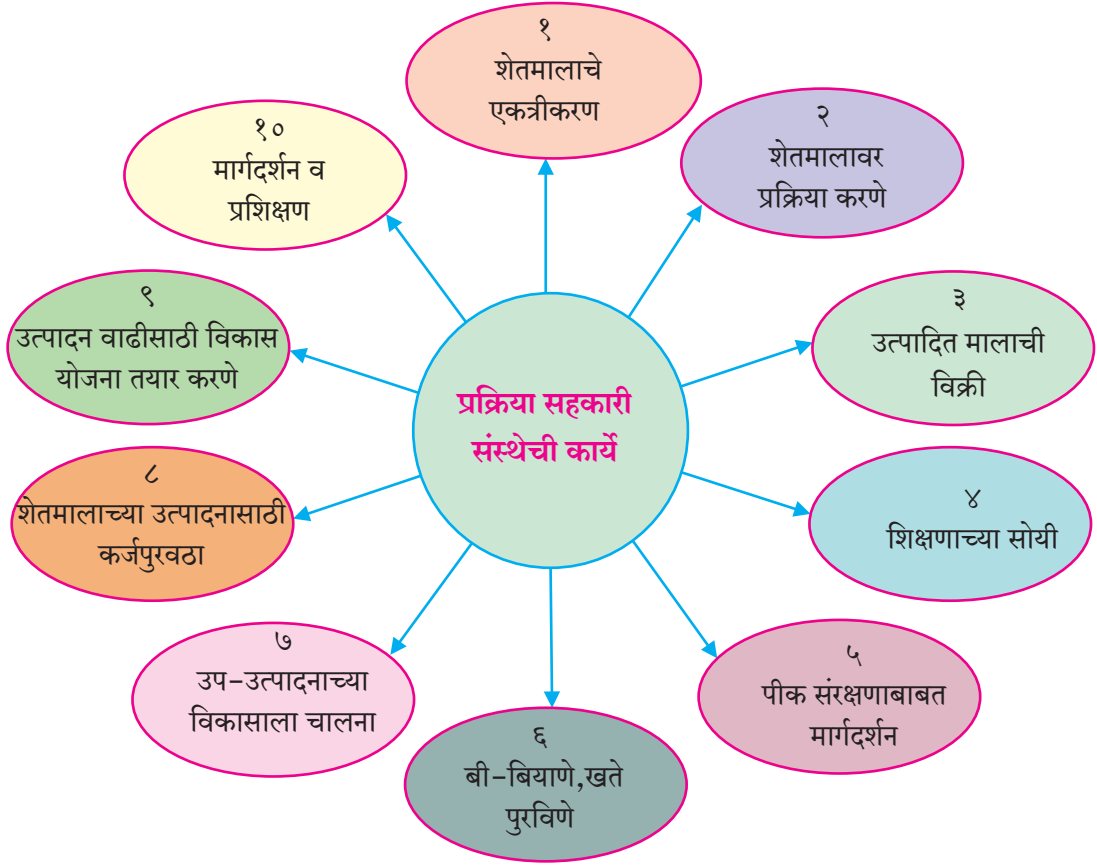 १
शेतमालाचे
एकत्रीकरण
२
शेतमालावर
प्रक्रिया करणे
३
उत्पादित मालाची
विक्री
४
शिक्षणाच्या सोयी
५
पीक संरक्षणाबाबत
मार्गदर्शन
६
बी-बियाणे,खते
पुरविणे
७
उप-उत्पादनाच्या
विकासाला चालना
८
शेतमालाच्या उत्पादनासाठी
कर्जपुरवठा
९
उत्पादन वाढीसाठी विकास
योजना तयार करणे
१०
मार्गदर्शन व
प्रशिक्षण
प्रक्रिया सहकारी
संस्थेची कार्ये